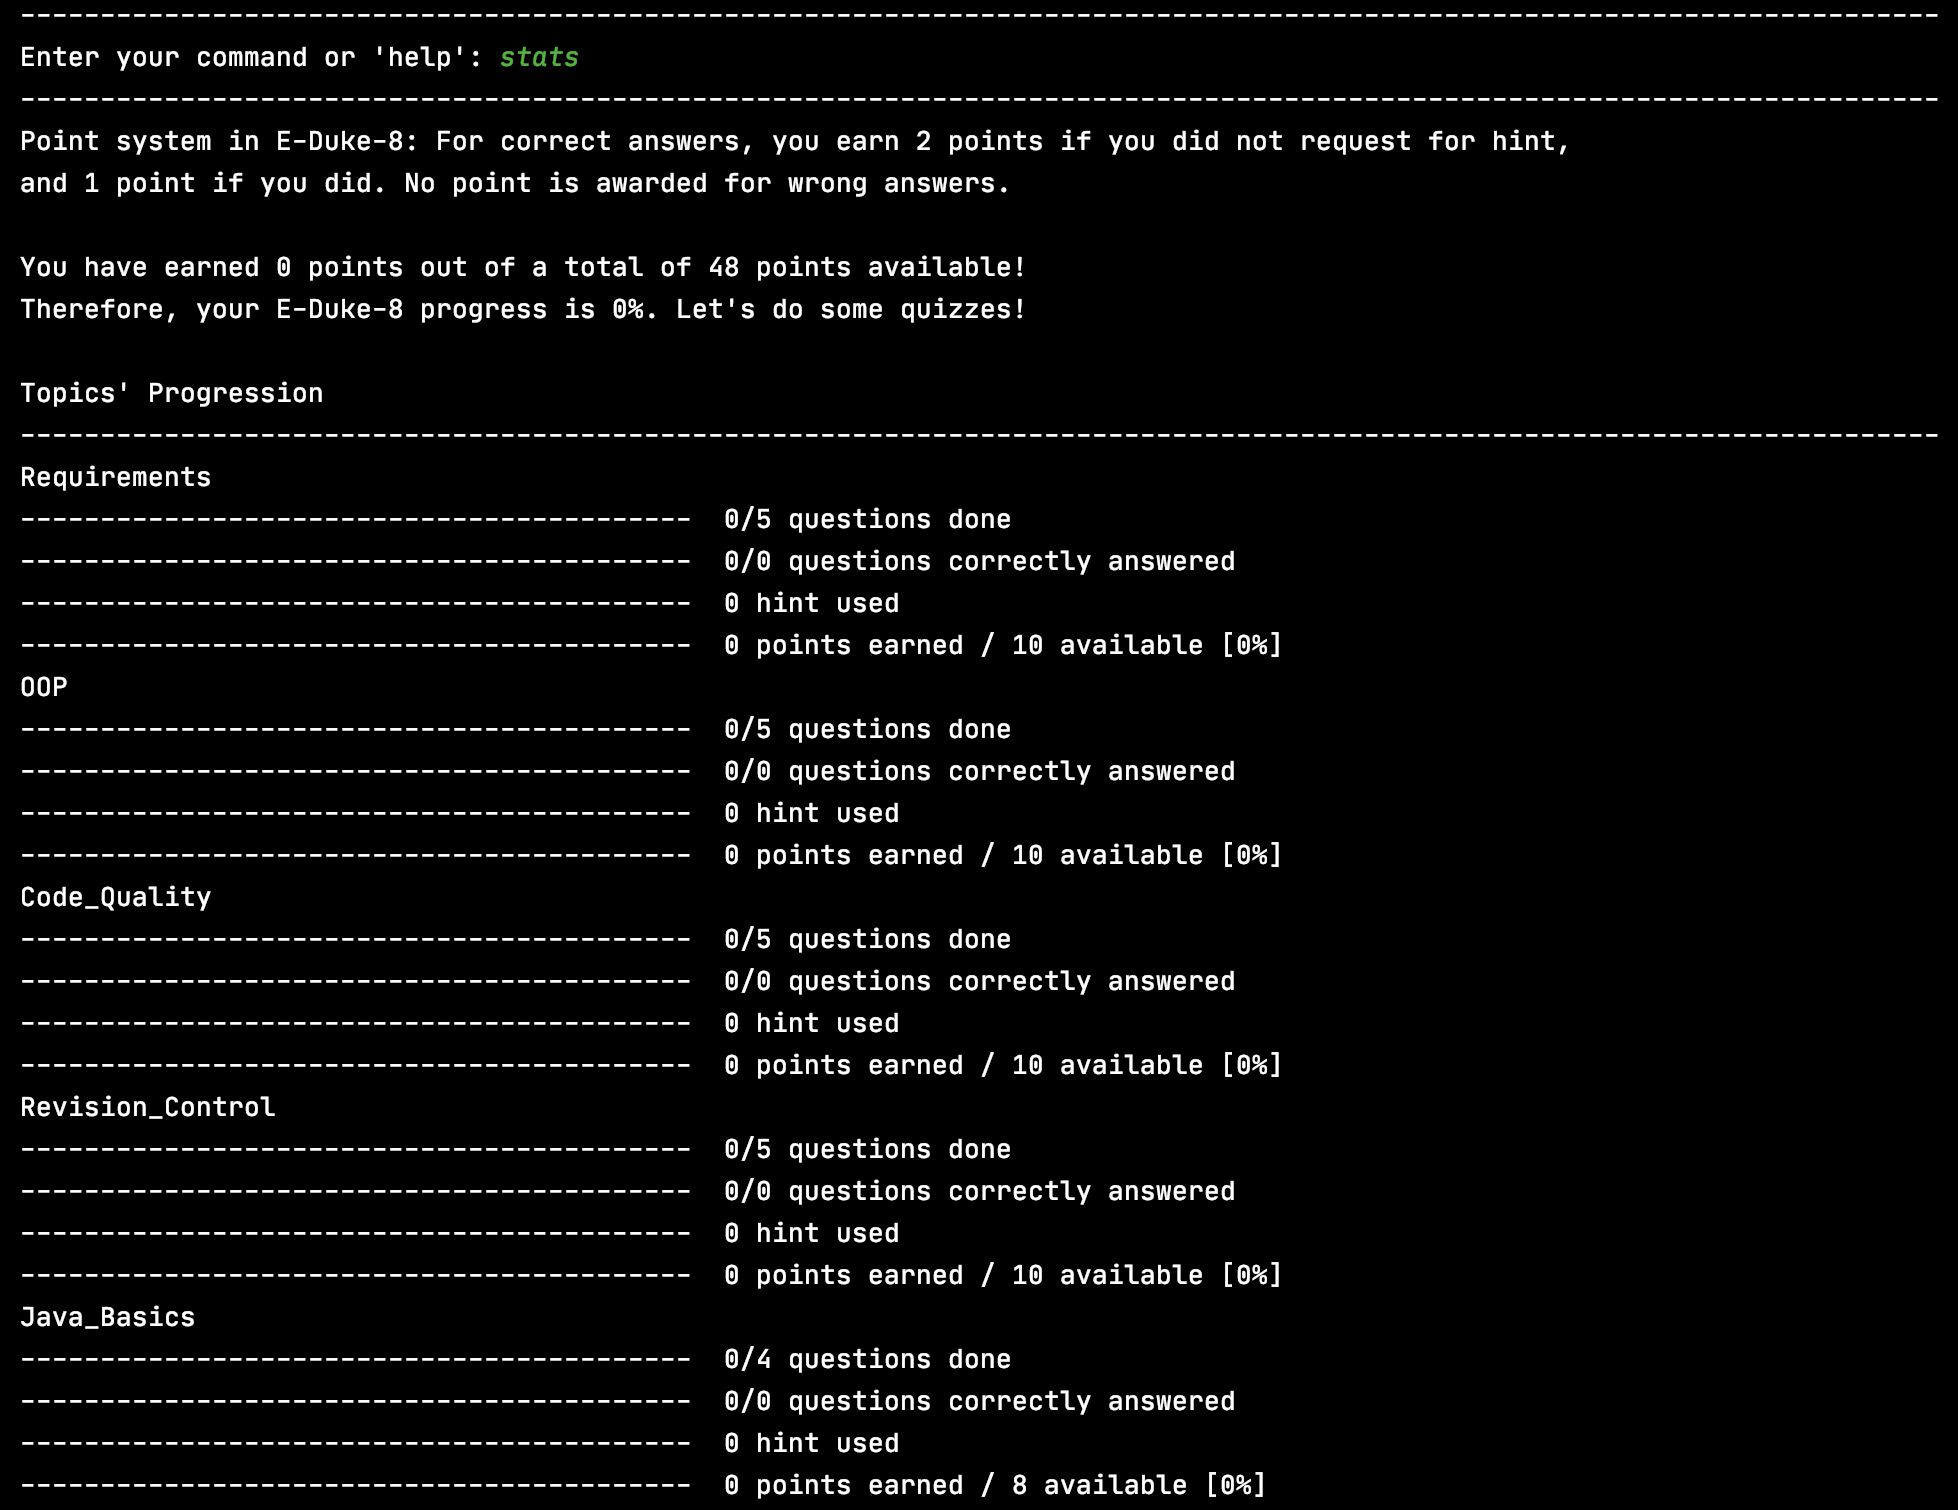 ------------------------------------------------------------------------------------------------------------------------
Enter your command or 'help': stats
------------------------------------------------------------------------------------------------------------------------
Point system in E-Duke-8: For correct answers, you earn 2 points if you did not request for hint,
and 1 point if you did. No point is awarded for wrong answers.
You have earned 0 points out of a total of 48 points available!
Therefore, your E-Duke-8 progress is 0%. Let's do some quizzes!
Topics' Progression
------------------------------------------------------------------------------------------------------------------------
Requirements
------------------------------------------  0/5 questions done
------------------------------------------  0/0 questions correctly answered
------------------------------------------  0 hint used
------------------------------------------  0 points earned / 10 available [0%]
OOP
------------------------------------------  0/5 questions done
------------------------------------------  0/0 questions correctly answered
------------------------------------------  0 hint used
------------------------------------------  0 points earned / 10 available [0%]
Code_Quality
------------------------------------------  0/5 questions done
------------------------------------------  0/0 questions correctly answered
------------------------------------------  0 hint used
------------------------------------------  0 points earned / 10 available [0%]
Revision_Control
------------------------------------------  0/5 questions done
------------------------------------------  0/0 questions correctly answered
------------------------------------------  0 hint used
------------------------------------------  0 points earned / 10 available [0%]
Java_Basics
------------------------------------------  0/4 questions done
------------------------------------------  0/0 questions correctly answered
------------------------------------------  0 hint used
------------------------------------------  0 points earned / 8 available [0%]